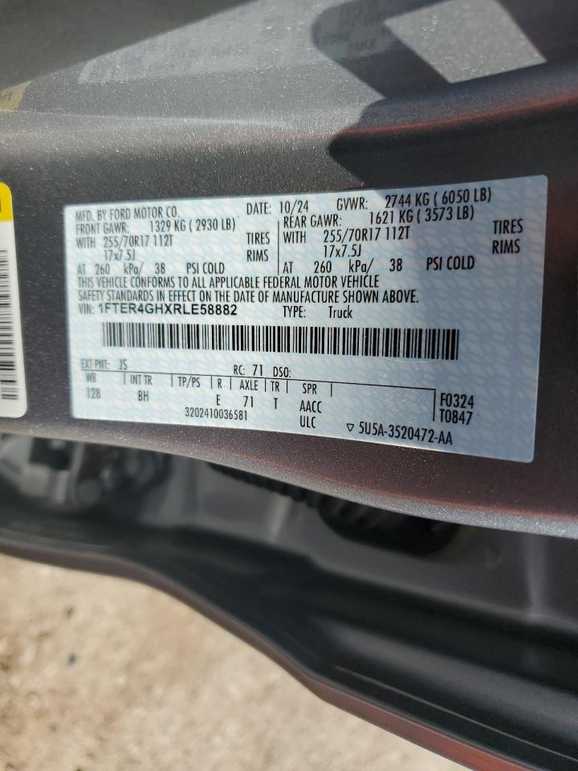 MFD. BY FORD MOTOR CO. DATE: 10/24 GVWR: 2744 KG ( 6050 LB)
FRONT GAWR: 1329 KG ( 2930 LB) REAR GAWR: 1621 KG ( 3573 LB)
WITH 255/70R17 112T TIRES WITH 255/70R17 112T TIRES
17x7.5J RIMS 17x7.5J RIMS
AT 260 kPa/ 38 PSI COLD AT 260 kPa/ 38 PSI COLD
THIS VEHICLE CONFORMS TO ALL APPLICABLE FEDERAL MOTOR VEHICLE
SAFETY STANDARDS IN EFFECT ON THE DATE OF MANUFACTURE SHOWN ABOVE.
VIN: 1FTER4GHXRLE58882 TYPE: Truck
EXT PNT: JS RC: 71 DSO:
WB INT TR TP/PS R AXLE TR SPR
128 BH E 71 T AACC
ULC
F0324
T0847
3202410036581
▽ 5U5A-3520472-AA